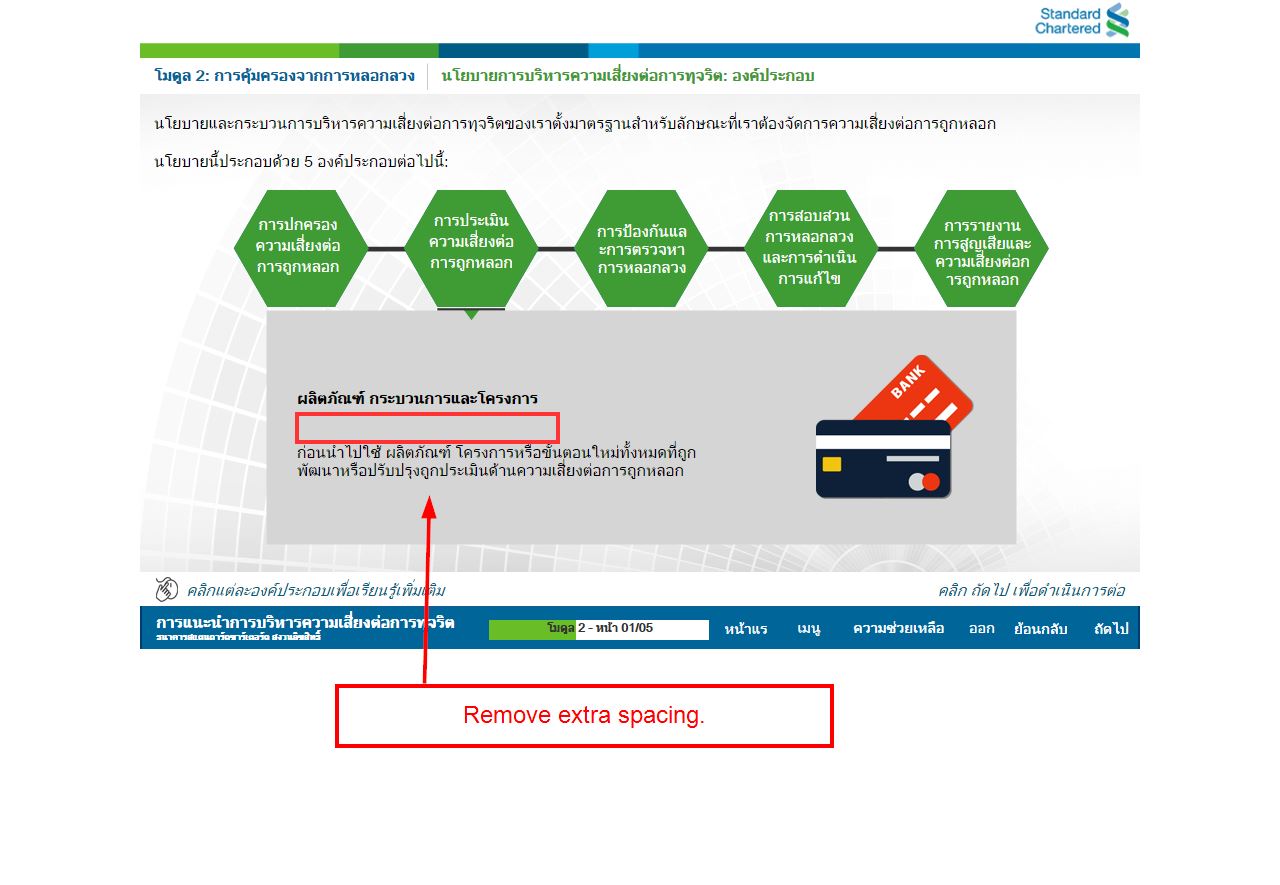 Standard
Chartered
โมดูล 2: การคุ้มครองจากการหลอกลวง
นโยบายการบริหารความเสี่ยงต่อการทุจริต: องค์ประกอบ
นโยบายและกระบวนการบริหารความเสี่ยงต่อการทุจริตของเราตั้งมาตรฐานสำหรับลักษณะที่เราต้องจัดการความเสี่ยงต่อการถูกหลอก
นโยบายนี้ประกอบด้วย 5 องค์ประกอบต่อไปนี้:
การปกครอง
ความเสี่ยงต่อ
การถูกหลอก
การประเมิน
ความเสี่ยงต่อ
การถูกหลอก
การป้องกันแล
ะการตรวจหา
การหลอกลวง
การสอบสวน
การหลอกลวง
และการดำเนิน
การแก้ไข
การรายงาน
การสูญเสียและ
ความเสี่ยงต่อก
ารถูกหลอก
ผลิตภัณฑ์ กระบวนการและโครงการ
ก่อนนำไปใช้ ผลิตภัณฑ์ โครงการหรือขั้นตอนใหม่ทั้งหมดที่ถูก
พัฒนาหรือปรับปรุงถูกประเมินด้านความเสี่ยงต่อการถูกหลอก
BANK
คลิกแต่ละองค์ประกอบเพื่อเรียนรู้เพิ่มเติม
คลิก ถัดไป เพื่อดำเนินการต่อ
การแนะนำการบริหารความเสี่ยงต่อการทุจริต
โมดูล 2 - หน้า 01/05
หน้าแรก
เมนู
ความช่วยเหลือ
ออก
ย้อนกลับ
ถัดไป
Remove extra spacing.